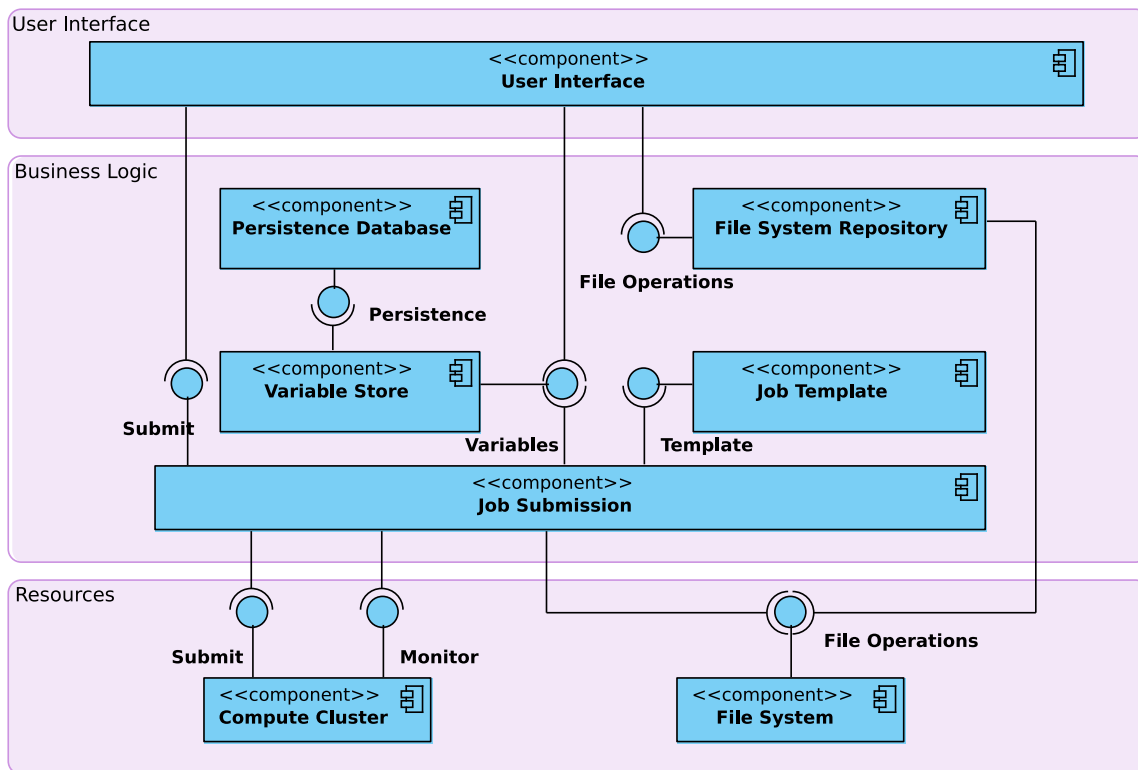 User Interface
<<component>>
User Interface
Business Logic
<<component>>
Persistence Database
<<component>>
File System Repository
File Operations
Persistence
<<component>>
Variable Store
<<component>>
Job Template
Submit
Variables
Template
<<component>>
Job Submission
Resources
File Operations
Submit
Monitor
<<component>>
Compute Cluster
<<component>>
File System